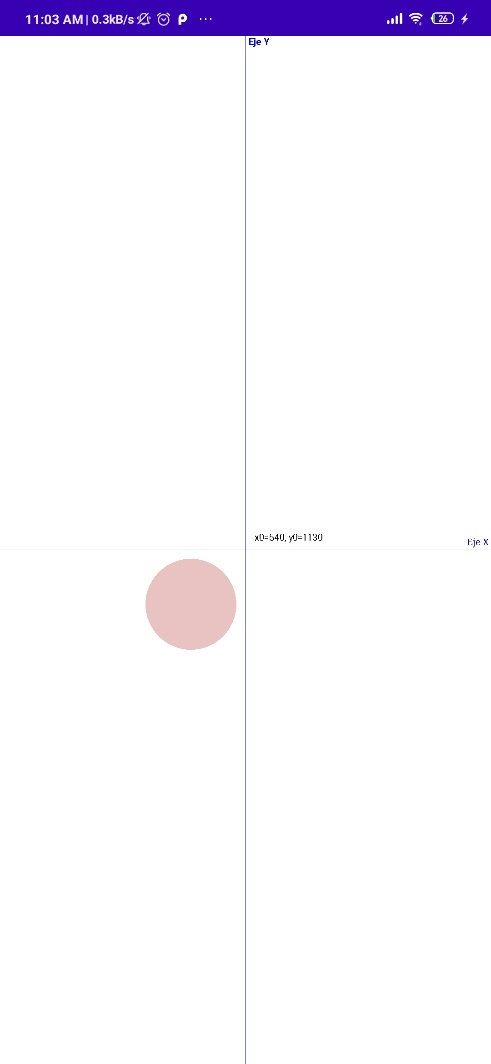 11:03 AM | 0.3kB/s
26
Eje Y
x0=540, y0=1130
Eje X